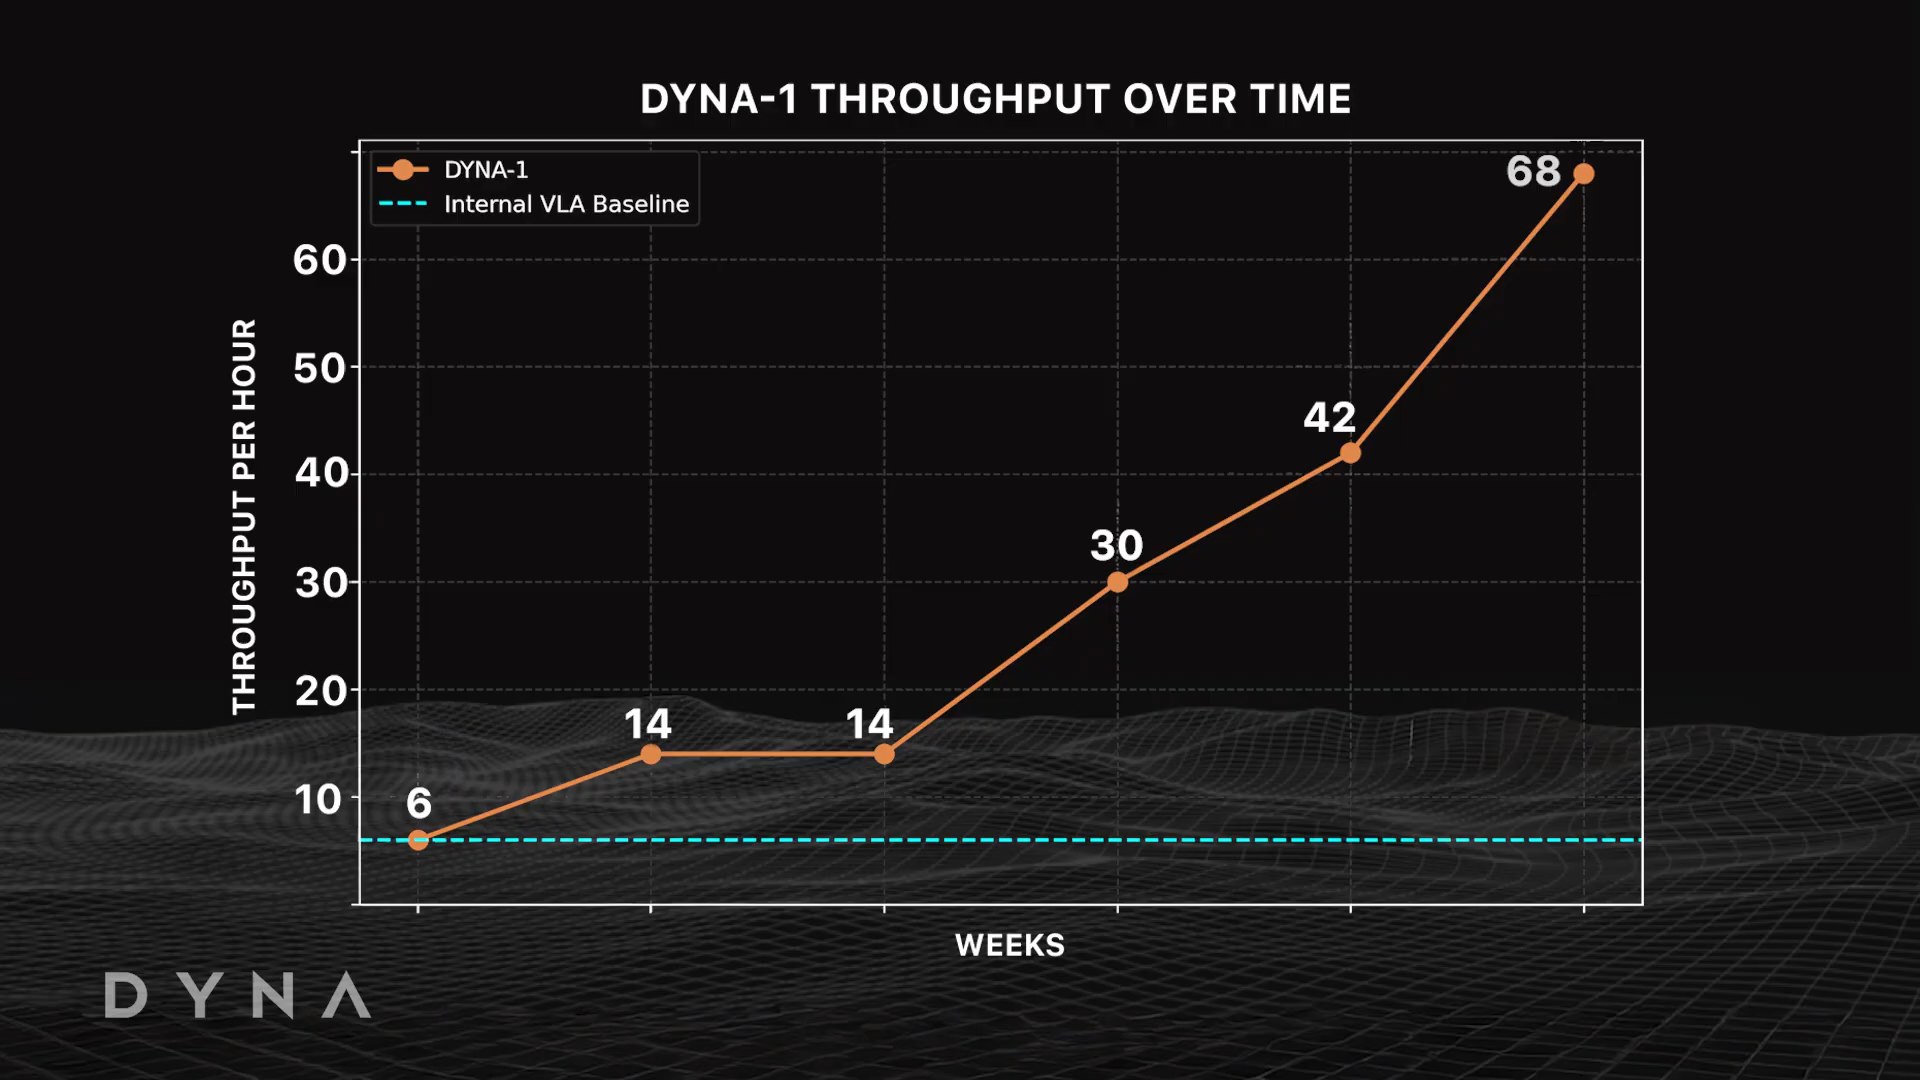 DYNA-1 THROUGHPUT OVER TIME
DYNA-1
Internal VLA Baseline
THROUGHPUT PER HOUR
60
50
40
30
20
10
6
14
14
30
42
68
WEEKS
DYNA